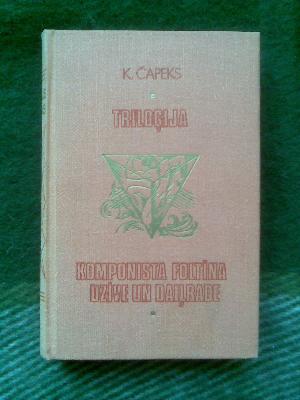 K. ČAPEKS
TRILOĢIJA
KOMPONISTA FOLTĪNA
DZĪVE UN DAIĻRADE